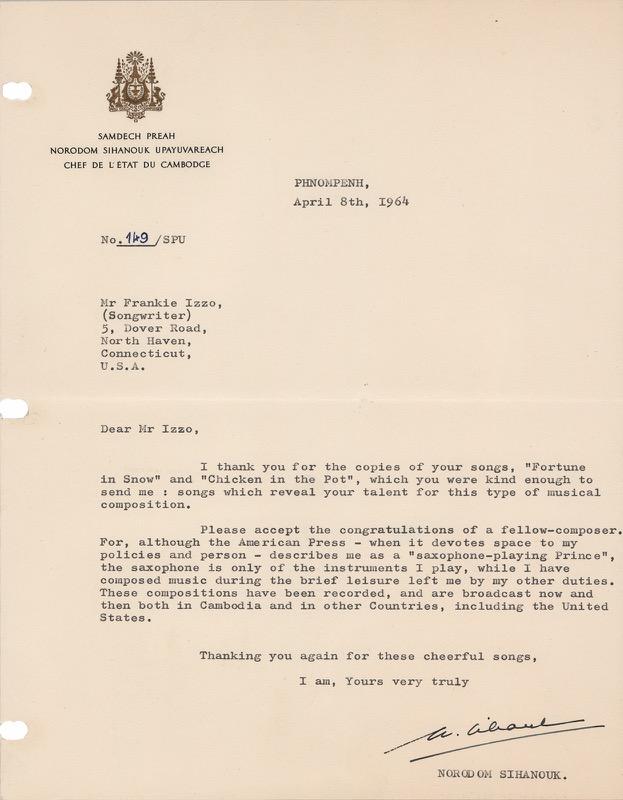 SAMDECH PREAH
NORODOM SIHANOUK UPAYUVAREACH
CHEF DE L'ÉTAT DU CAMBODGE
PHNOMPENH,
April 8th, 1964
No. 149 /SPU
Mr Frankie Izzo,
(Songwriter)
5, Dover Road,
North Haven,
Connecticut,
U.S.A.
Dear Mr Izzo,
I thank you for the copies of your songs, "Fortune
in Snow" and "Chicken in the Pot", which you were kind enough to
send me : songs which reveal your talent for this type of musical
composition.
Please accept the congratulations of a fellow-composer.
For, although the American Press - when it devotes space to my
policies and person - describes me as a "saxophone-playing Prince",
the saxophone is only of the instruments I play, while I have
composed music during the brief leisure left me by my other duties.
These compositions have been recorded, and are broadcast now and
then both in Cambodia and in other Countries, including the United
States.
Thanking you again for these cheerful songs,
I am, Yours very truly
NORODOM SIHANOUK.